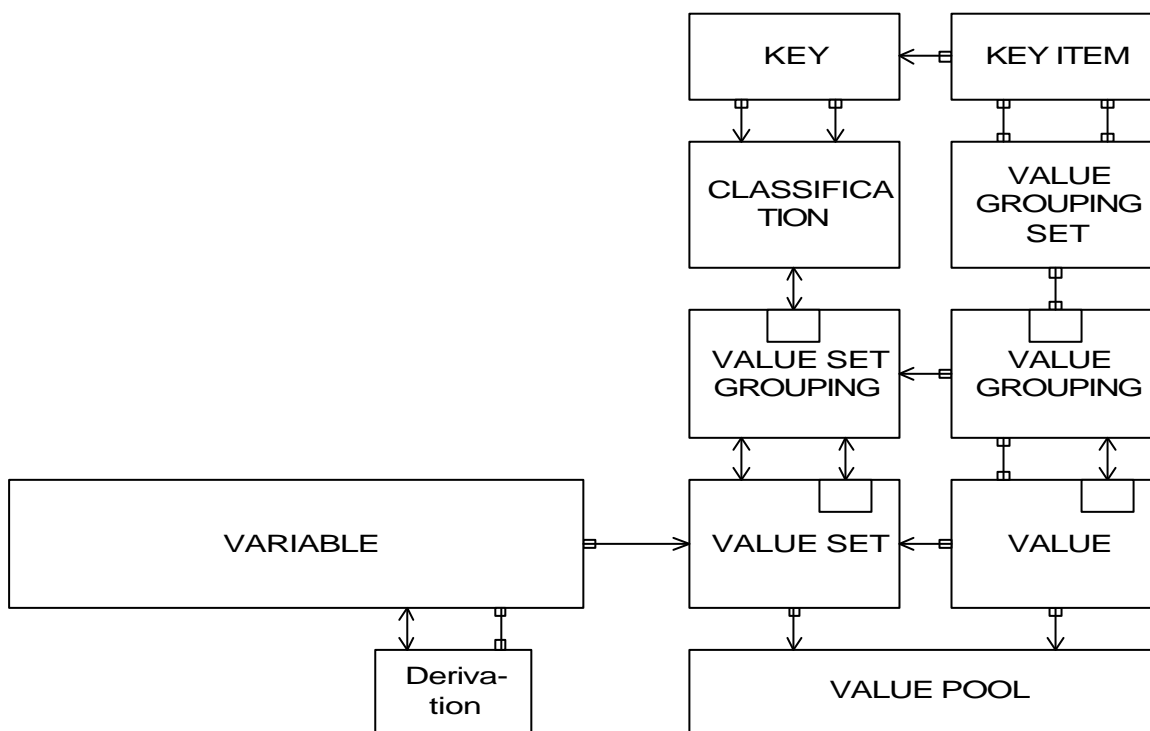 KEY
KEY ITEM
CLASSIFICA
TION
VALUE
GROUPING
SET
VALUE SET
GROUPING
VALUE
GROUPING
VARIABLE
VALUE SET
VALUE
Deriva-
tion
VALUE POOL